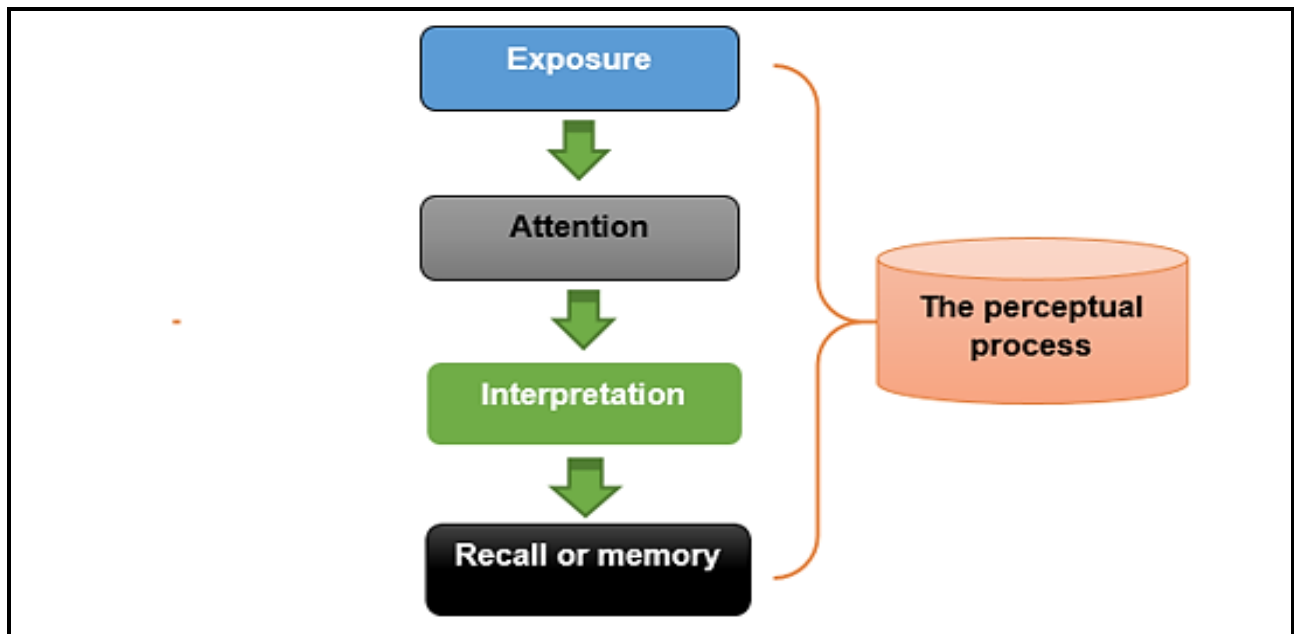 Exposure
Attention
Interpretation
Recall or memory
The perceptual
process